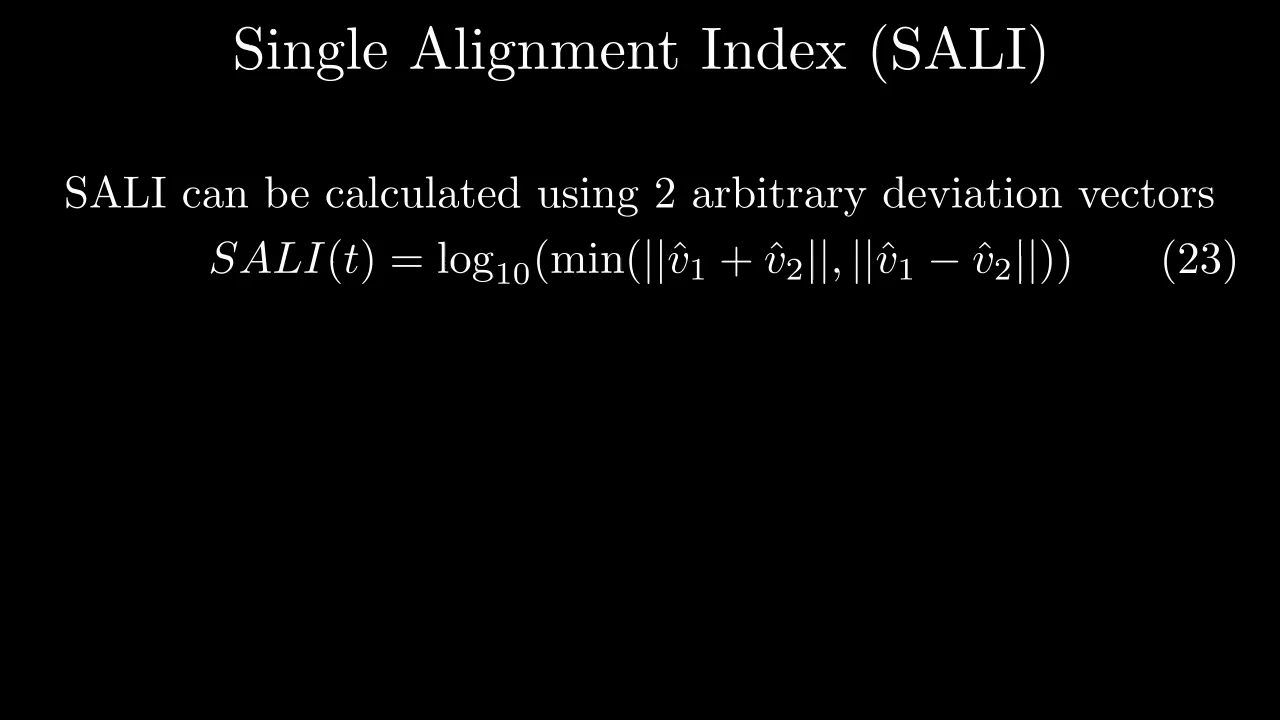 Single Alignment Index (SALI)
SALI can be calculated using 2 arbitrary deviation vectors
SALI(t) = log₁₀(min(||v̂₁ + v̂₂||, ||v̂₁ − v̂₂||)) (23)